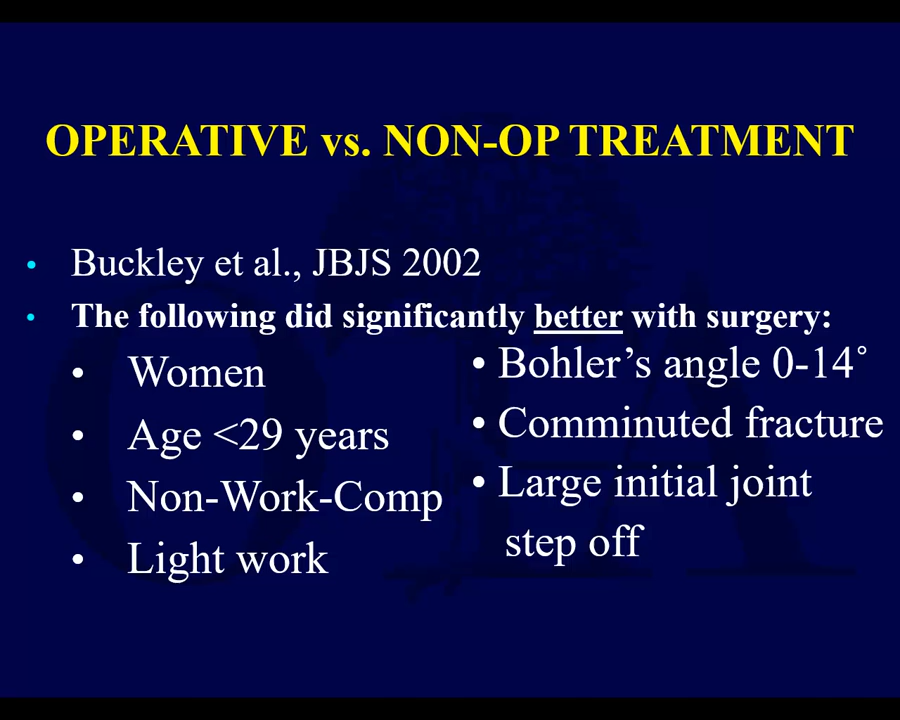 OPERATIVE vs. NON-OP TREATMENT
• Buckley et al., JBJS 2002
• The following did significantly better with surgery:
• Women
• Age <29 years
• Non-Work-Comp
• Light work
• Bohler’s angle 0-14˚
• Comminuted fracture
• Large initial joint
step off
OTA